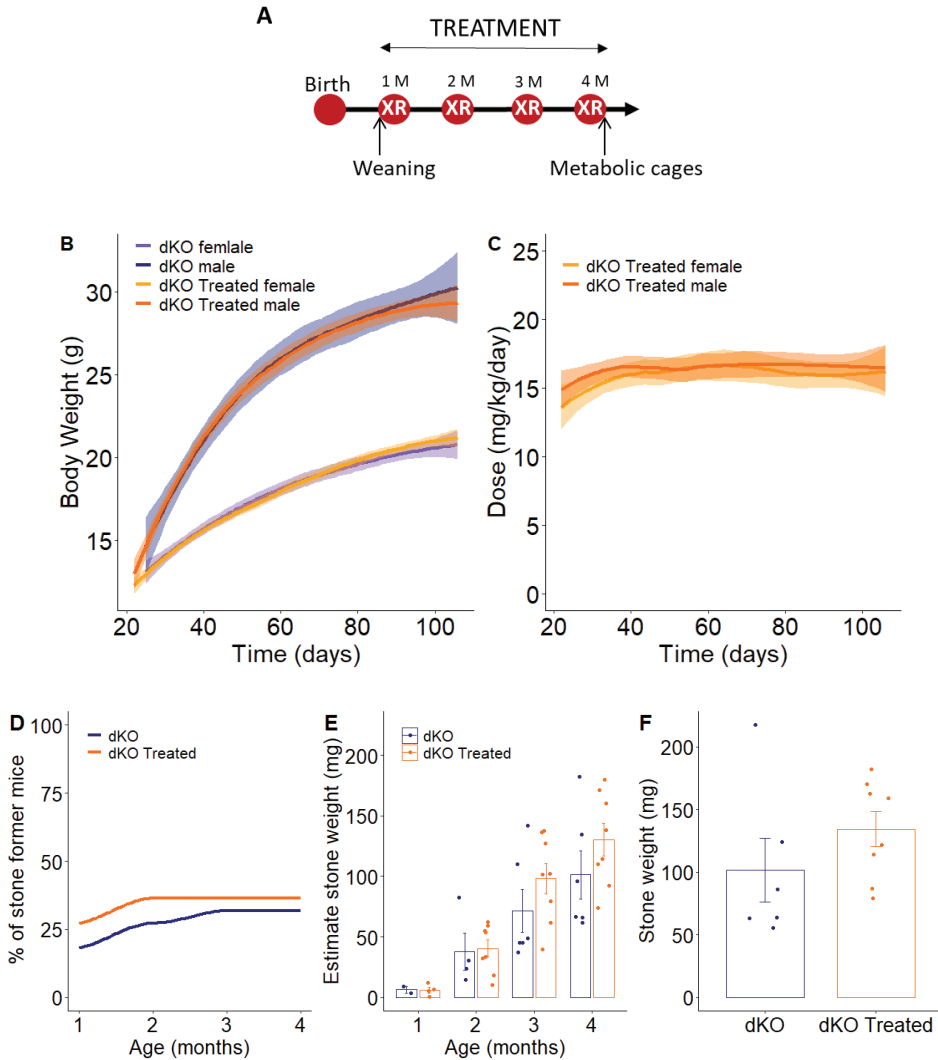 A
TREATMENT
Birth
1 M
2 M
3 M
4 M
XR
XR
XR
XR
Weaning
Metabolic cages
B
dKO femlale
dKO male
dKO Treated female
dKO Treated male
Body Weight (g)
30
25
20
15
20
40
60
80
100
Time (days)
C
dKO Treated female
dKO Treated male
Dose (mg/kg/day)
25
20
15
10
5
0
20
40
60
80
100
Time (days)
D
dKO
dKO Treated
% of stone former mice
100
75
50
25
0
1
2
3
4
Age (months)
E
dKO
dKO Treated
Estimate stone weight (mg)
200
150
100
50
0
1
2
3
4
Age (months)
F
Stone weight (mg)
200
150
100
50
0
dKO
dKO Treated